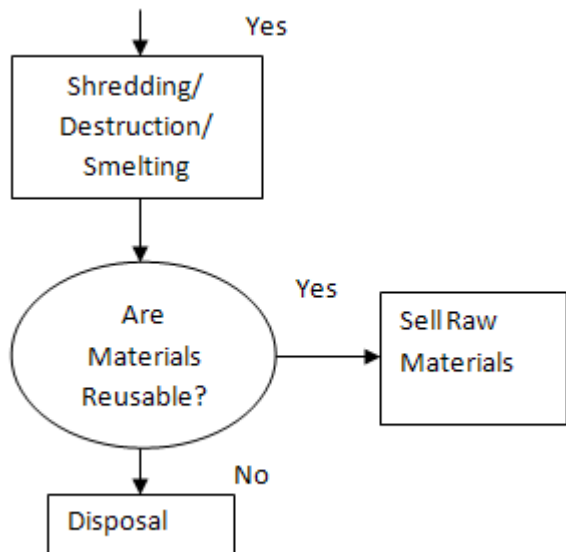 Yes
Shredding/
Destruction/
Smelting
Are
Materials
Reusable?
Yes
Sell Raw
Materials
No
Disposal